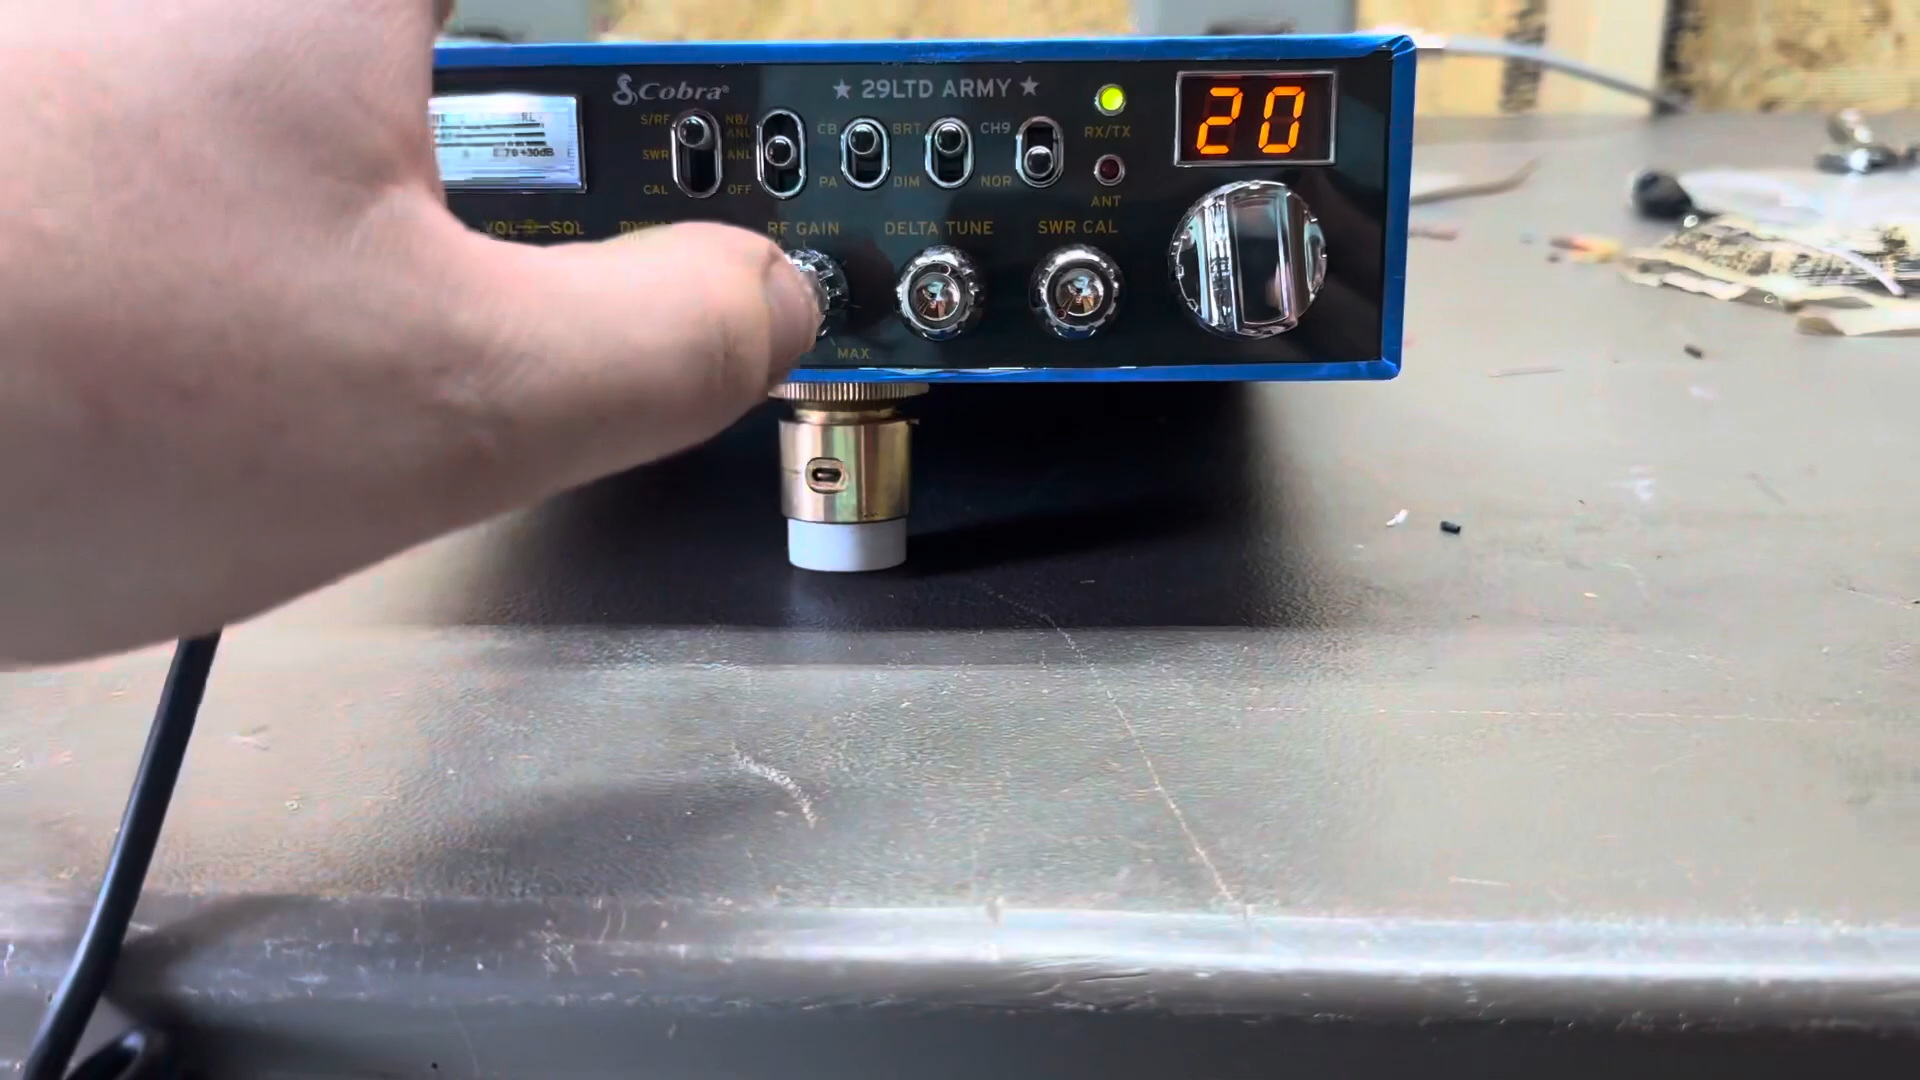 Cobra®
★ 29LTD ARMY ★
S/RF
SWR
CAL
NB/
ANL
ANL
OFF
CB
PA
BRT
DIM
CH9
NOR
RX/TX
ANT
20
VOL SQL
RF GAIN
DELTA TUNE
SWR CAL
MAX
+30dB